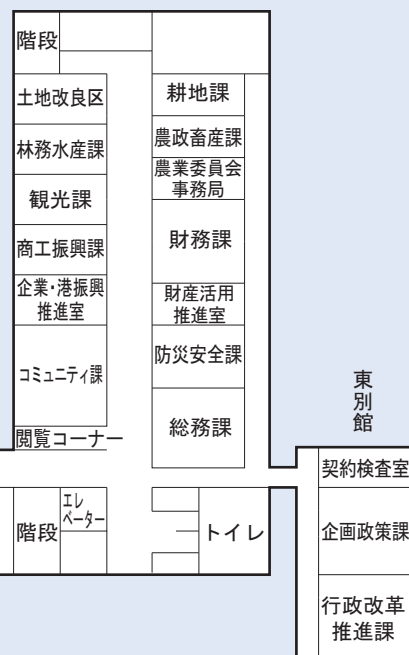 階段
土地改良区
林務水産課
観光課
商工振興課
企業・港振興
推進室
コミュニティ課
閲覧コーナー
耕地課
農政畜産課
農業委員会
事務局
財務課
財産活用
推進室
防災安全課
総務課
階段
エレ
ベーター
トイレ
東別館
契約検査室
企画政策課
行政改革
推進課